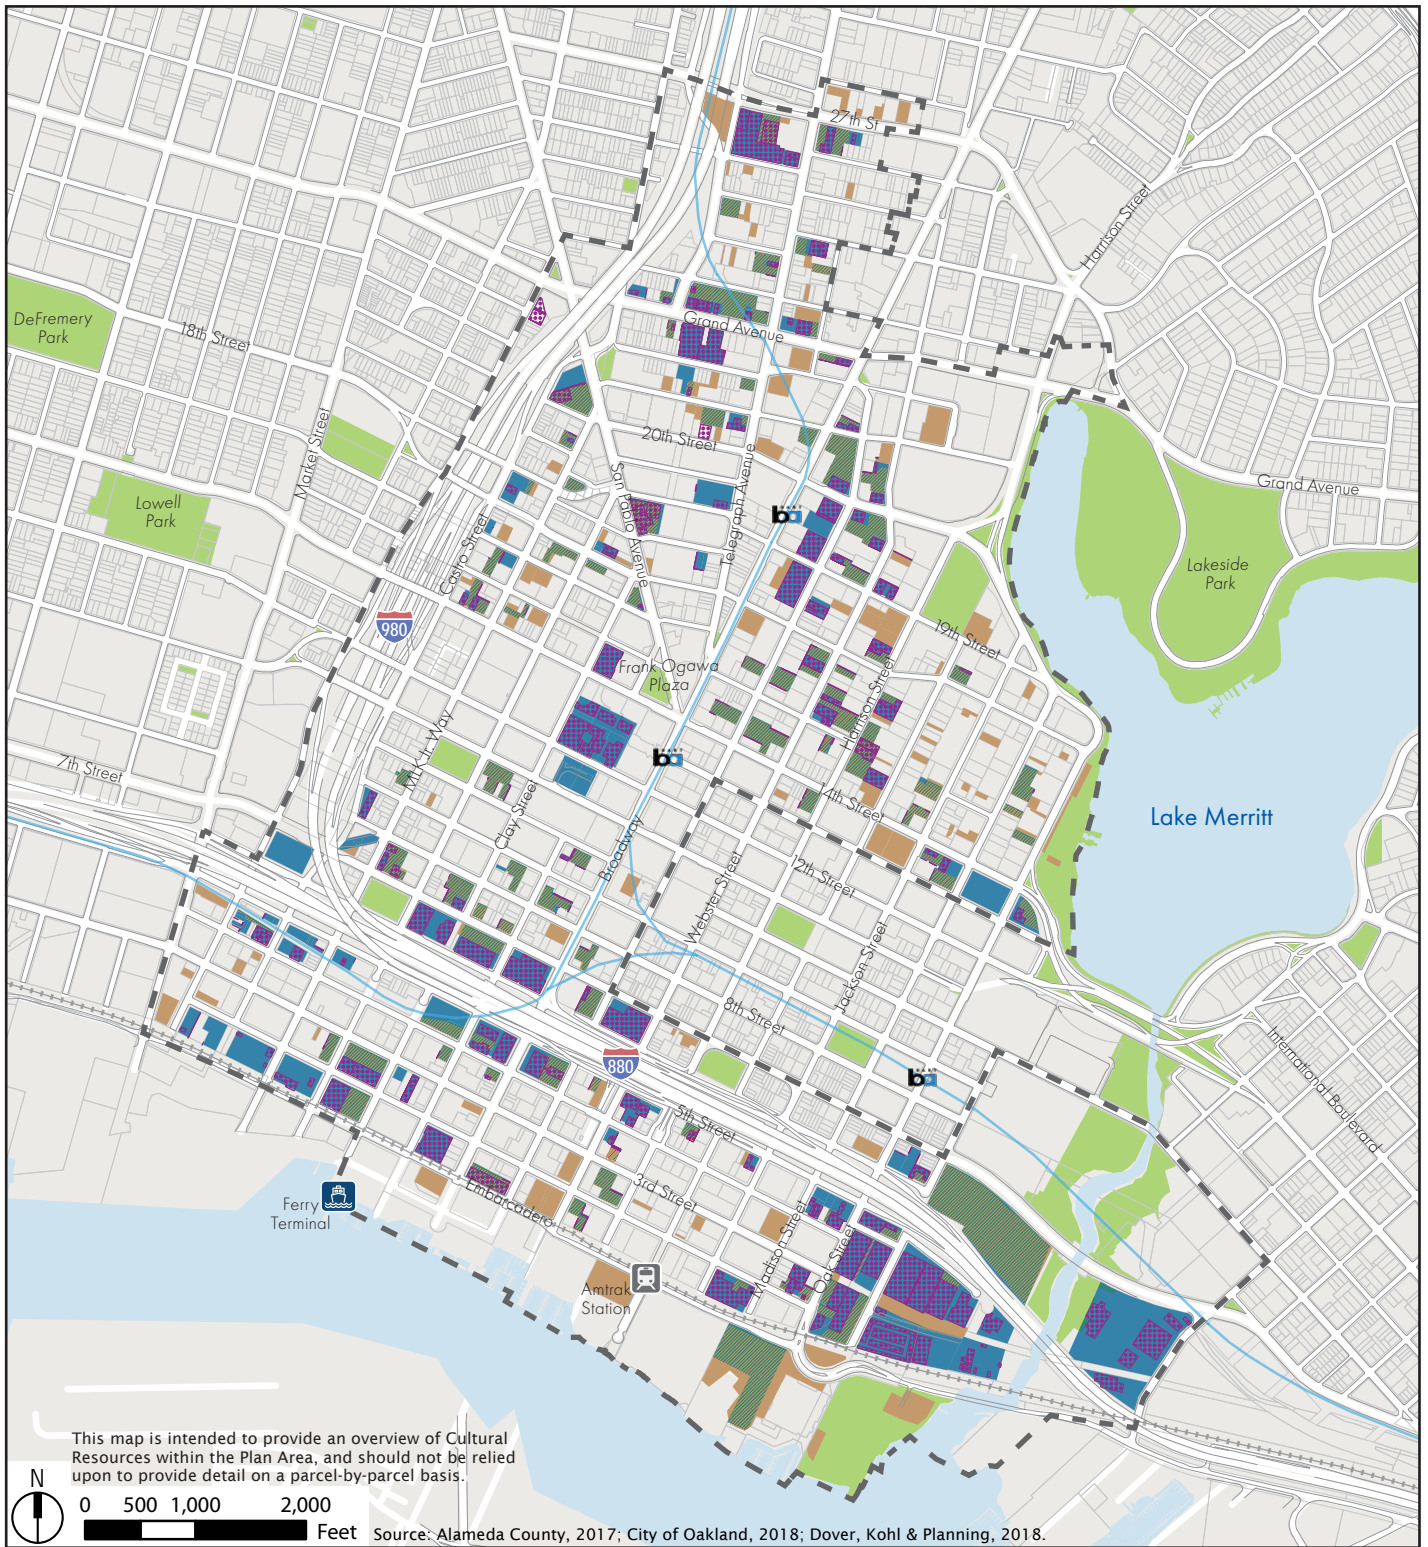 27th St
Harrison Street
DeFremery
Park
18th Street
Grand Avenue
Market Street
20th Street
San Pablo Avenue
Telegraph Avenue
Grand Avenue
Lowell
Park
ba
Castro Street
Lakeside
Park
980
19th Street
Frank Ogawa
Plaza
Harrison Street
MLK Jr. Way
ba
7th Street
14th Street
Clay Street
Lake Merritt
Broadway
12th Street
Webster Street
Jackson Street
8th Street
880
ba
International Boulevard
5th Street
3rd Street
Embarcadero
Ferry
Terminal
Madison Street
Oak Street
Amtrak
Station
This map is intended to provide an overview of Cultural
Resources within the Plan Area, and should not be relied
upon to provide detail on a parcel-by-parcel basis.
N
0 500 1,000 2,000
Feet
Source: Alameda County, 2017; City of Oakland, 2018; Dover, Kohl & Planning, 2018.